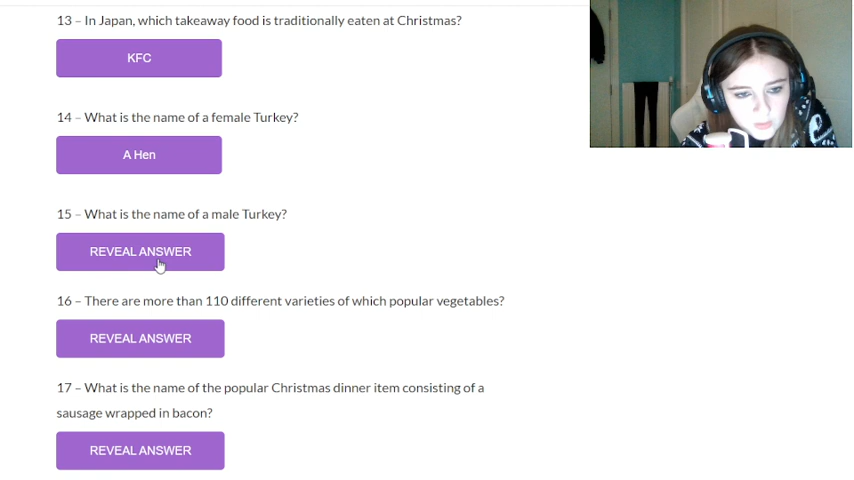 13 – In Japan, which takeaway food is traditionally eaten at Christmas?
KFC
14 – What is the name of a female Turkey?
A Hen
15 – What is the name of a male Turkey?
REVEAL ANSWER
16 – There are more than 110 different varieties of which popular vegetables?
REVEAL ANSWER
17 – What is the name of the popular Christmas dinner item consisting of a
sausage wrapped in bacon?
REVEAL ANSWER